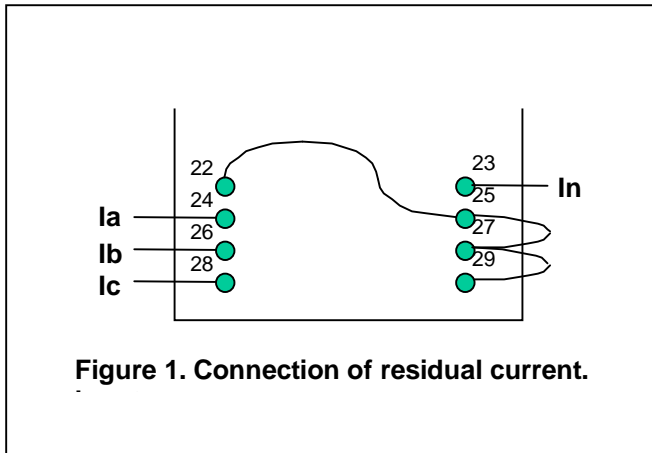 22 23
In
24 25
Ia
26 27
Ib
28 29
Ic
Figure 1. Connection of residual current.